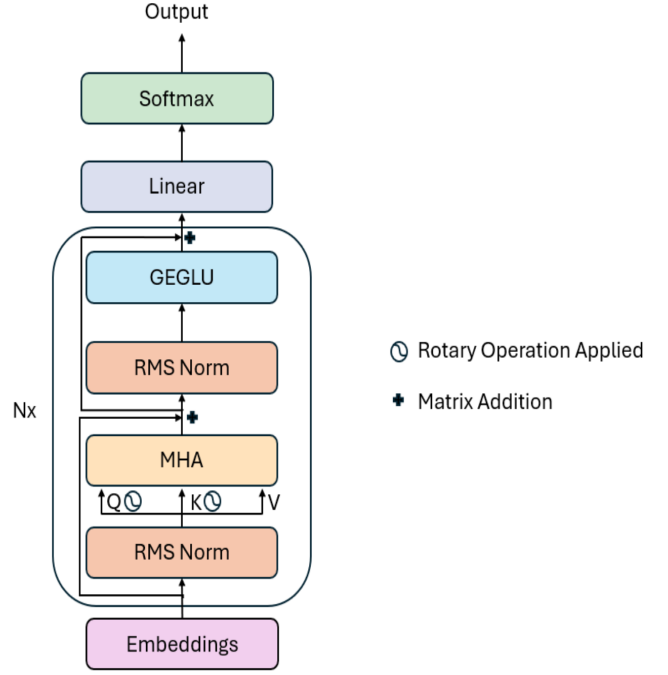 Output
Softmax
Linear
GEGLU
RMS Norm
Nx
MHA
Q K V
RMS Norm
Embeddings
Rotary Operation Applied
Matrix Addition